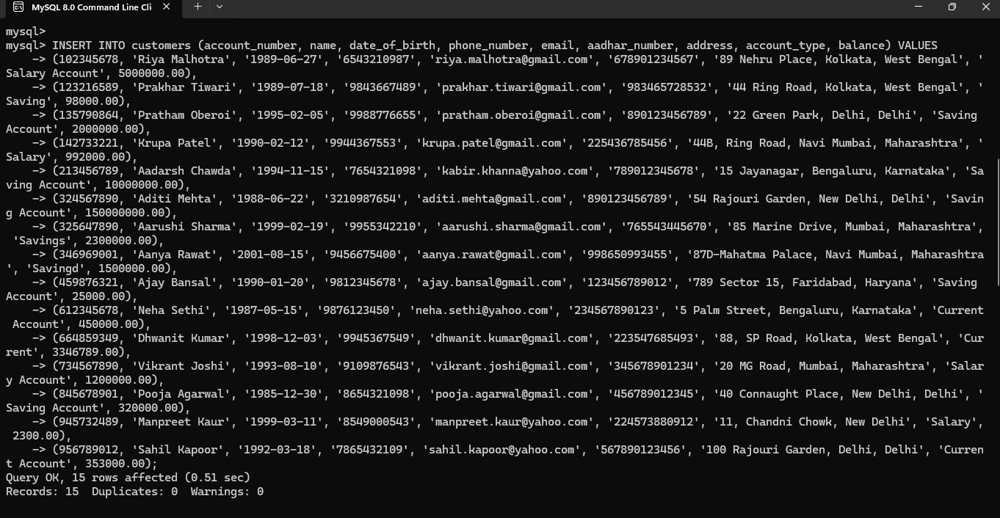 MySQL 8.0 Command Line Cli
mysql>
mysql> INSERT INTO customers (account_number, name, date_of_birth, phone_number, email, aadhar_number, address, account_type, balance) VALUES
    -> (102345678, 'Riya Malhotra', '1989-06-27', '6543210987', 'riya.malhotra@gmail.com', '678901234567', '89 Nehru Place, Kolkata, West Bengal', '
Salary Account', 5000000.00),
    -> (123216589, 'Prakhar Tiwari', '1989-07-18', '9843667489', 'prakhar.tiwari@gmail.com', '983465728532', '44 Ring Road, Kolkata, West Bengal', '
Saving', 98000.00),
    -> (135790864, 'Pratham Oberoi', '1995-02-05', '9988776655', 'pratham.oberoi@gmail.com', '890123456789', '22 Green Park, Delhi, Delhi', 'Saving
Account', 2000000.00),
    -> (142733221, 'Krupa Patel', '1990-02-12', '9944367553', 'krupa.patel@gmail.com', '225436785456', '44B, Ring Road, Navi Mumbai, Maharashtra', '
Salary', 992000.00),
    -> (213456789, 'Aadarsh Chawda', '1994-11-15', '7654321098', 'kabir.khanna@yahoo.com', '789012345678', '15 Jayanagar, Bengaluru, Karnataka', 'Sa
ving Account', 10000000.00),
    -> (324567890, 'Aditi Mehta', '1988-06-22', '3210987654', 'aditi.mehta@gmail.com', '890123456789', '54 Rajouri Garden, New Delhi, Delhi', 'Savin
g Account', 150000000.00),
    -> (325647890, 'Aarushi Sharma', '1999-02-19', '9955342210', 'aarushi.sharma@gmail.com', '765543445670', '85 Marine Drive, Mumbai, Maharashtra',
 'Savings', 2300000.00),
    -> (346969001, 'Aanya Rawat', '2001-08-15', '9456675400', 'aanya.rawat@gmail.com', '998650993455', '87D-Mahatma Palace, Navi Mumbai, Maharashtra
', 'Savingd', 1500000.00),
    -> (459876321, 'Ajay Bansal', '1990-01-20', '9812345678', 'ajay.bansal@gmail.com', '123456789012', '789 Sector 15, Faridabad, Haryana', 'Saving
Account', 25000.00),
    -> (612345678, 'Neha Sethi', '1987-05-15', '9876123450', 'neha.sethi@yahoo.com', '234567890123', '5 Palm Street, Bengaluru, Karnataka', 'Current
 Account', 450000.00),
    -> (664859349, 'Dhwanit Kumar', '1998-12-03', '9945367549', 'dhwanit.kumar@gmail.com', '223547685493', '88, SP Road, Kolkata, West Bengal', 'Cur
rent', 3346789.00),
    -> (734567890, 'Vikrant Joshi', '1993-08-10', '9109876543', 'vikrant.joshi@gmail.com', '345678901234', '20 MG Road, Mumbai, Maharashtra', 'Salar
y Account', 1200000.00),
    -> (845678901, 'Pooja Agarwal', '1985-12-30', '8654321098', 'pooja.agarwal@gmail.com', '456789012345', '40 Connaught Place, New Delhi, Delhi', '
Saving Account', 320000.00),
    -> (945732489, 'Manpreet Kaur', '1999-03-11', '8549000543', 'manpreet.kaur@yahoo.com', '224573880912', '11, Chandni Chowk, New Delhi', 'Salary',
 2300.00),
    -> (956789012, 'Sahil Kapoor', '1992-03-18', '7865432109', 'sahil.kapoor@yahoo.com', '567890123456', '100 Rajouri Garden, Delhi, Delhi', 'Curren
t Account', 353000.00);
Query OK, 15 rows affected (0.51 sec)
Records: 15  Duplicates: 0  Warnings: 0